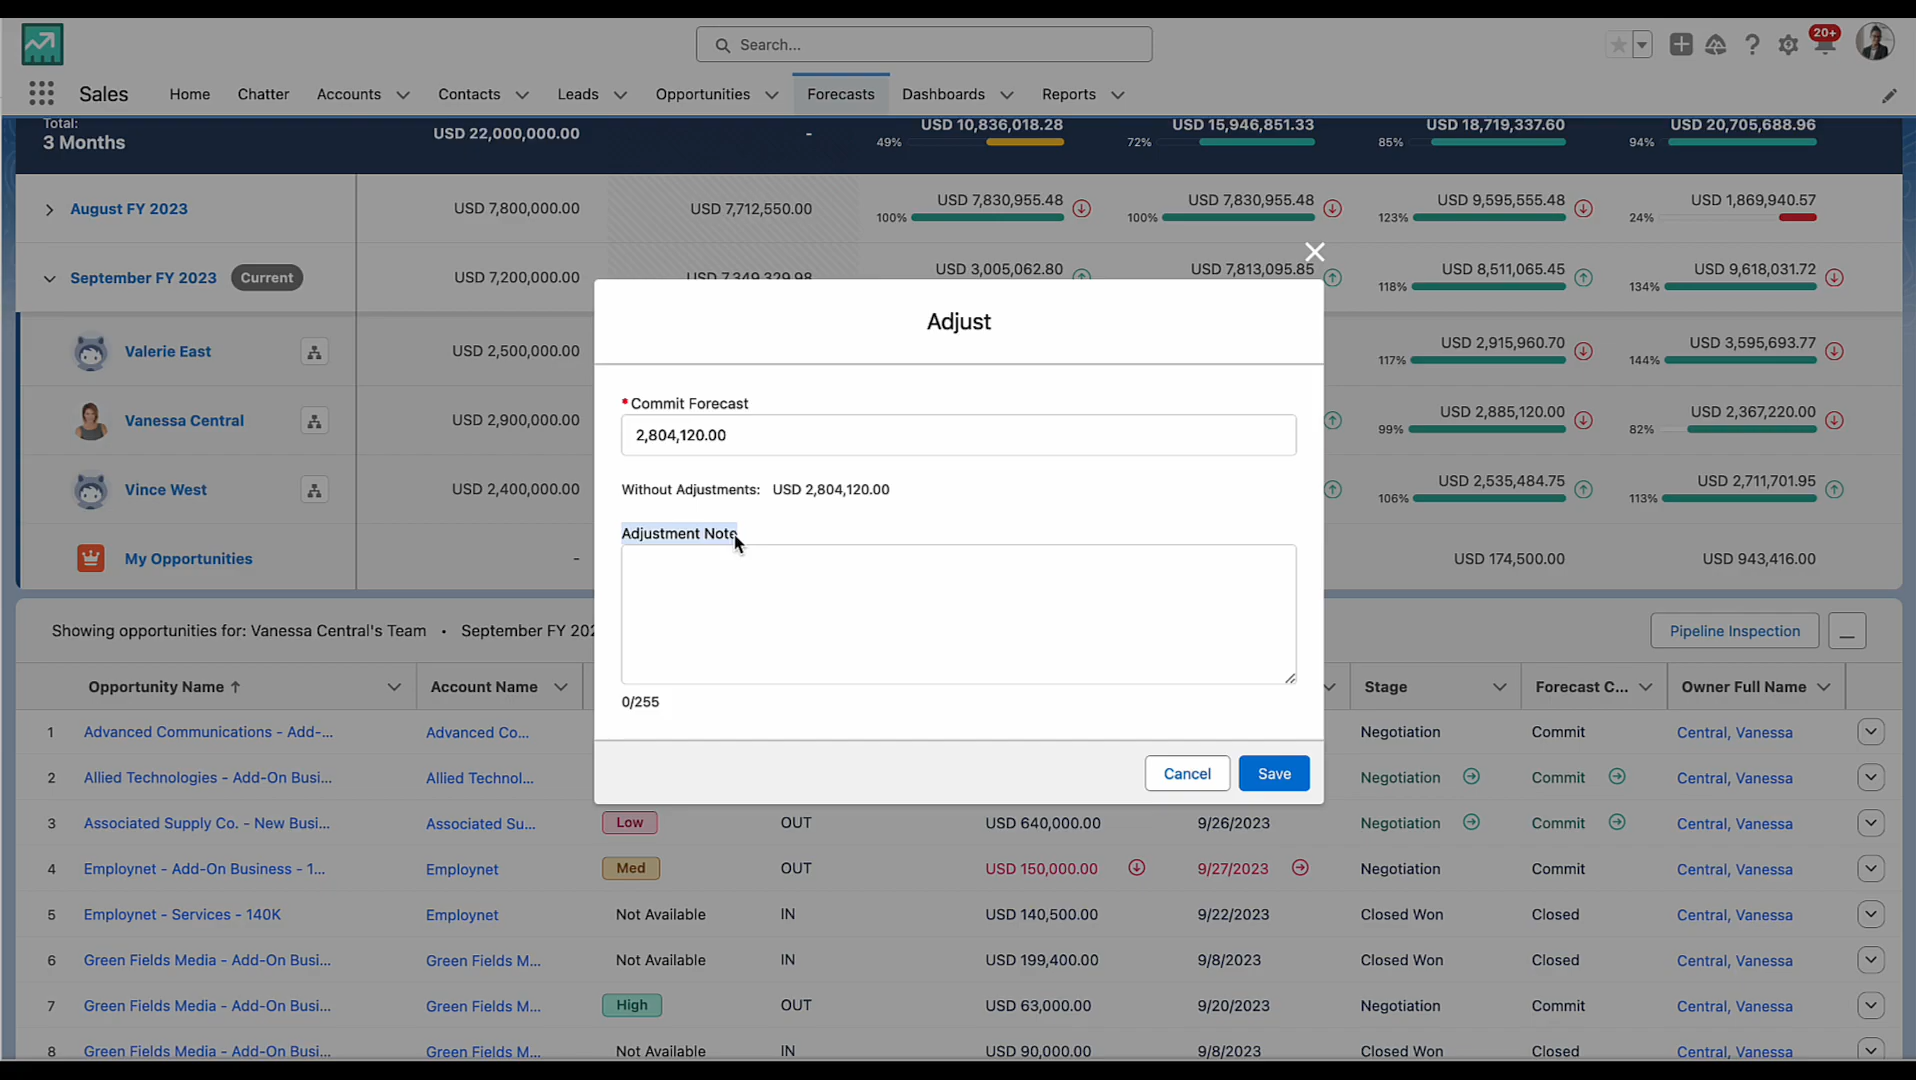 Search...
20+
Sales Home Chatter Accounts Contacts Leads Opportunities Forecasts Dashboards Reports
Total:
3 Months
USD 22,000,000.00 - USD 10,836,018.28 49% USD 15,946,851.33 72% USD 18,719,337.60 85% USD 20,705,688.96 94%
August FY 2023 USD 7,800,000.00 USD 7,712,550.00 USD 7,830,955.48 100% USD 7,830,955.48 100% USD 9,595,555.48 123% USD 1,869,940.57 24%
September FY 2023 Current USD 7,200,000.00 USD 7,349,329.98 USD 3,005,062.80 USD 7,813,095.85 USD 8,511,065.45 118% USD 9,618,031.72 134%
Valerie East USD 2,500,000.00 USD 2,915,960.70 117% USD 3,595,693.77 144%
Vanessa Central USD 2,900,000.00 USD 2,885,120.00 99% USD 2,367,220.00 82%
Vince West USD 2,400,000.00 USD 2,535,484.75 106% USD 2,711,701.95 113%
My Opportunities - USD 174,500.00 USD 943,416.00
Adjust
* Commit Forecast
2,804,120.00
Without Adjustments: USD 2,804,120.00
Adjustment Note
0/255
Cancel Save
Showing opportunities for: Vanessa Central's Team • September FY 202
Pipeline Inspection
Opportunity Name Account Name Stage Forecast C... Owner Full Name
1 Advanced Communications - Add-... Advanced Co... Negotiation Commit Central, Vanessa
2 Allied Technologies - Add-On Busi... Allied Technol... Negotiation Commit Central, Vanessa
3 Associated Supply Co. - New Busi... Associated Su... Low OUT USD 640,000.00 9/26/2023 Negotiation Commit Central, Vanessa
4 Employnet - Add-On Business - 1... Employnet Med OUT USD 150,000.00 9/27/2023 Negotiation Commit Central, Vanessa
5 Employnet - Services - 140K Employnet Not Available IN USD 140,500.00 9/22/2023 Closed Won Closed Central, Vanessa
6 Green Fields Media - Add-On Busi... Green Fields M... Not Available IN USD 199,400.00 9/8/2023 Closed Won Closed Central, Vanessa
7 Green Fields Media - Add-On Busi... Green Fields M... High OUT USD 63,000.00 9/20/2023 Negotiation Commit Central, Vanessa
8 Green Fields Media - Add-On Busi... Green Fields M... Not Available IN USD 90,000.00 9/8/2023 Closed Won Closed Central, Vanessa